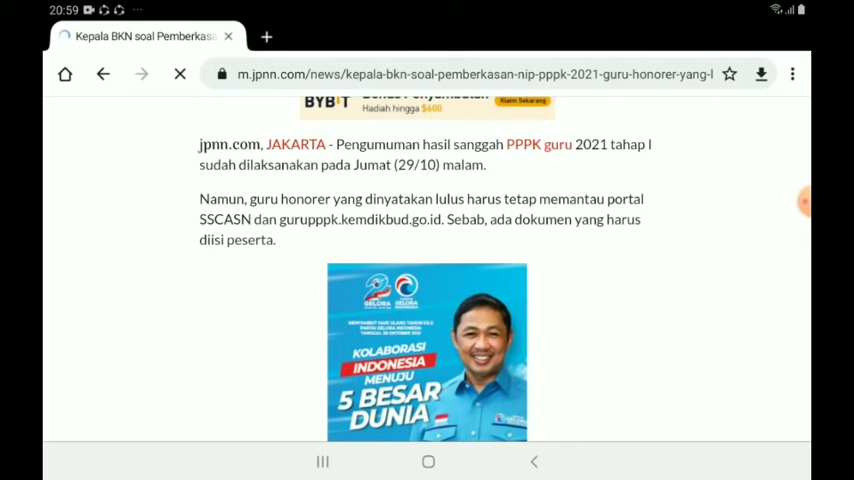 20:59
Kepala BKN soal Pemberkasa
m.jpnn.com/news/kepala-bkn-soal-pemberkasan-nip-pppk-2021-guru-honorer-yang-l
BYBIT
Hadiah hingga $600
Klaim Sekarang
jpnn.com, JAKARTA - Pengumuman hasil sanggah PPPK guru 2021 tahap I
sudah dilaksanakan pada Jumat (29/10) malam.
Namun, guru honorer yang dinyatakan lulus harus tetap memantau portal
SSCASN dan gurupppk.kemdikbud.go.id. Sebab, ada dokumen yang harus
diisi peserta.
GELORA
KOLABORASI
INDONESIA
MENUJU
5 BESAR
DUNIA